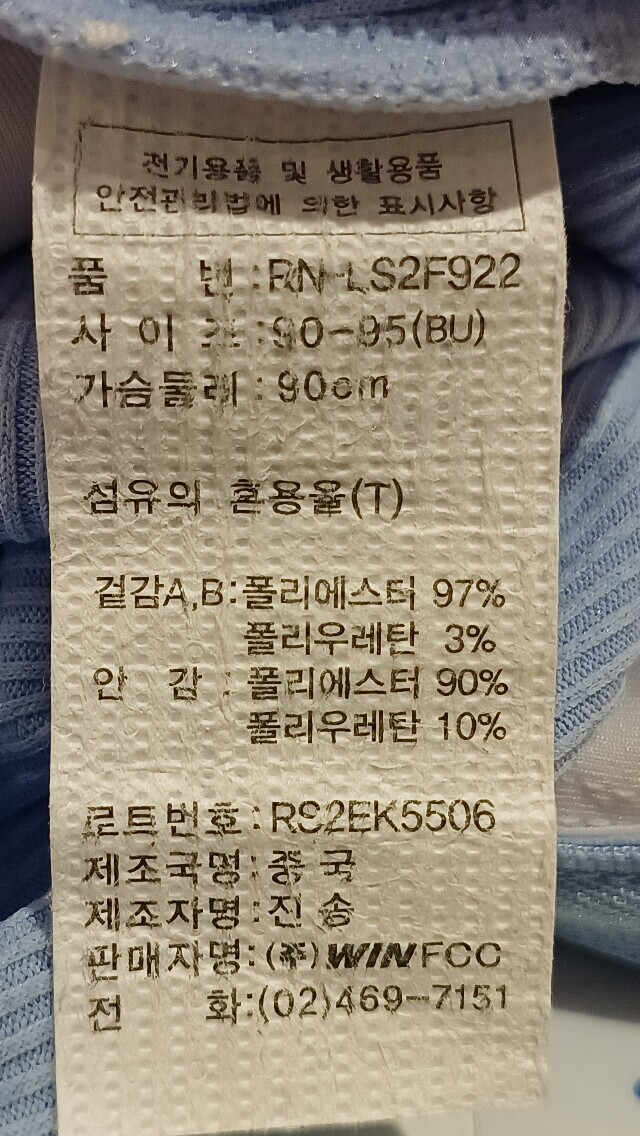 전기용품 및 생활용품
안전관리법에 의한 표시사항
품 번 : RN-LS2F922
사 이 즈 : 90-95(BU)
가슴둘레 : 90cm
섬유의 혼용율(T)
겉감A,B: 폴리에스터 97%
폴리우레탄 3%
안 감 : 폴리에스터 90%
폴리우레탄 10%
로트번호 : RS2EK5506
제조국명 : 중 국
제조자명 : 진 송
판매자명 : (주)WINFCC
전 화:(02)469-7151